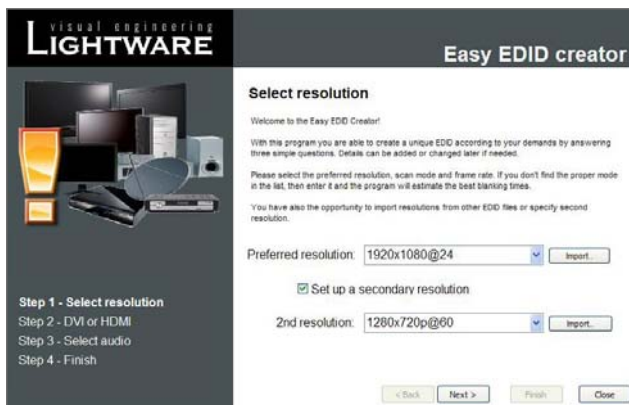 visual engineering
LIGHTWARE
Easy EDID creator
Select resolution
Welcome to the Easy EDID Creator!
With this program you are able to create a unique EDID according to your demands by answering
three simple questions. Details can be added or changed later if needed.
Please select the preferred resolution, scan mode and frame rate. If you don't find the proper mode
in the list, then enter it and the program will estimate the best blanking times.
You have also the opportunity to import resolutions from other EDID files or specify second
resolution.
Preferred resolution: 1920x1080@24 Import..
Set up a secondary resolution
2nd resolution: 1280x720p@60 Import..
Step 1 - Select resolution
Step 2 - DVI or HDMI
Step 3 - Select audio
Step 4 - Finish
< Back Next > Finish Close